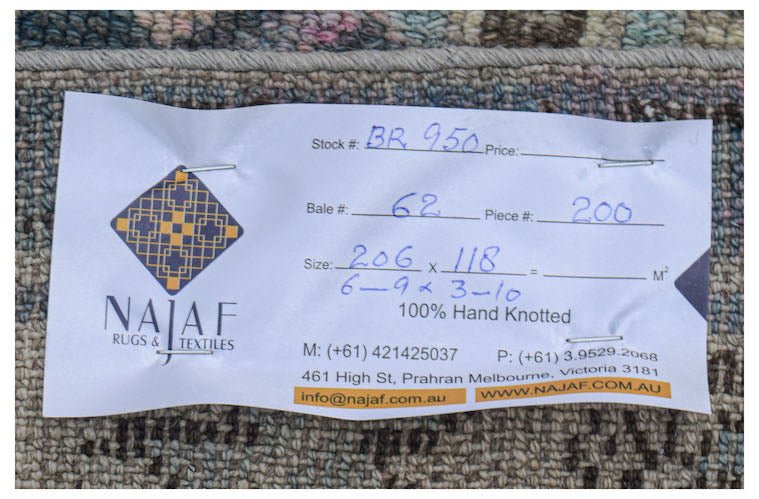 Stock #: BR 950 Price:
Bale #: 62 Piece #: 200
Size: 206 x 118 = M²
6-9 x 3-10
100% Hand Knotted
NAJAF
RUGS & TEXTILES
M: (+61) 421425037 P: (+61) 3.9529.2068
461 High St, Prahran Melbourne, Victoria 3181
info@najaf.com.au WWW.NAJAF.COM.AU